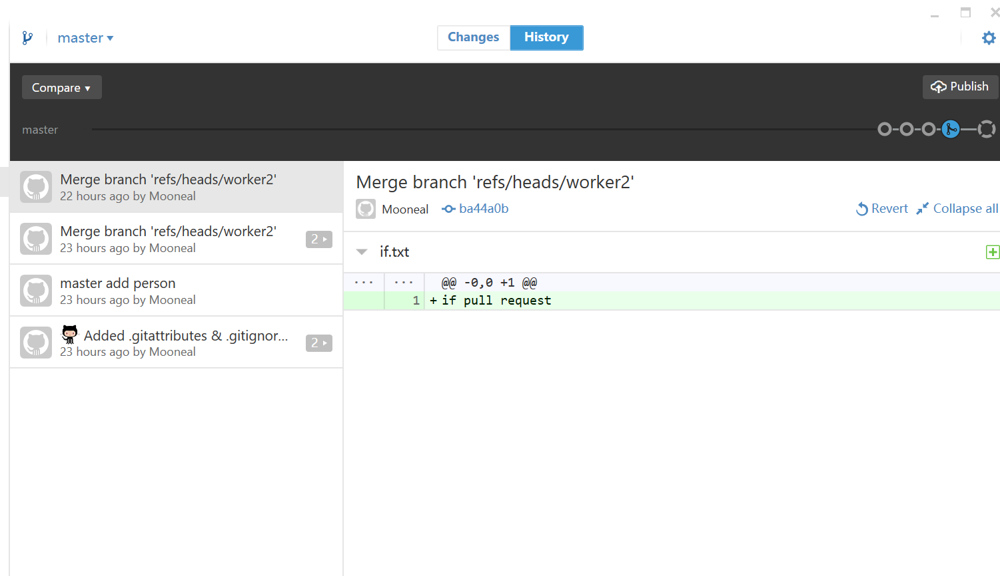 master
Changes
History
Compare
Publish
master
Merge branch 'refs/heads/worker2'
22 hours ago by Mooneal
Merge branch 'refs/heads/worker2'
23 hours ago by Mooneal
2
master add person
23 hours ago by Mooneal
Added .gitattributes & .gitignor...
23 hours ago by Mooneal
2
Merge branch 'refs/heads/worker2'
Mooneal ba44a0b
Revert Collapse all
if.txt
... ... @@ -0,0 +1 @@
1 + if pull request